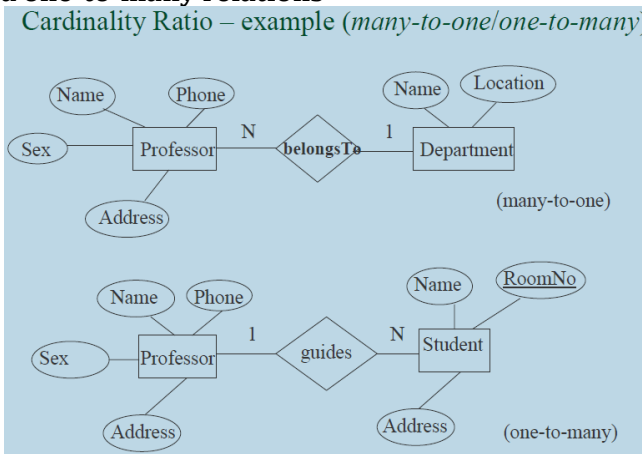 Cardinality Ratio – example (many-to-one/one-to-many)
Name Phone Name Location
Sex Professor N belongsTo 1 Department
Address
(many-to-one)
Name Phone Name RoomNo
Sex Professor 1 guides N Student
Address Address
(one-to-many)